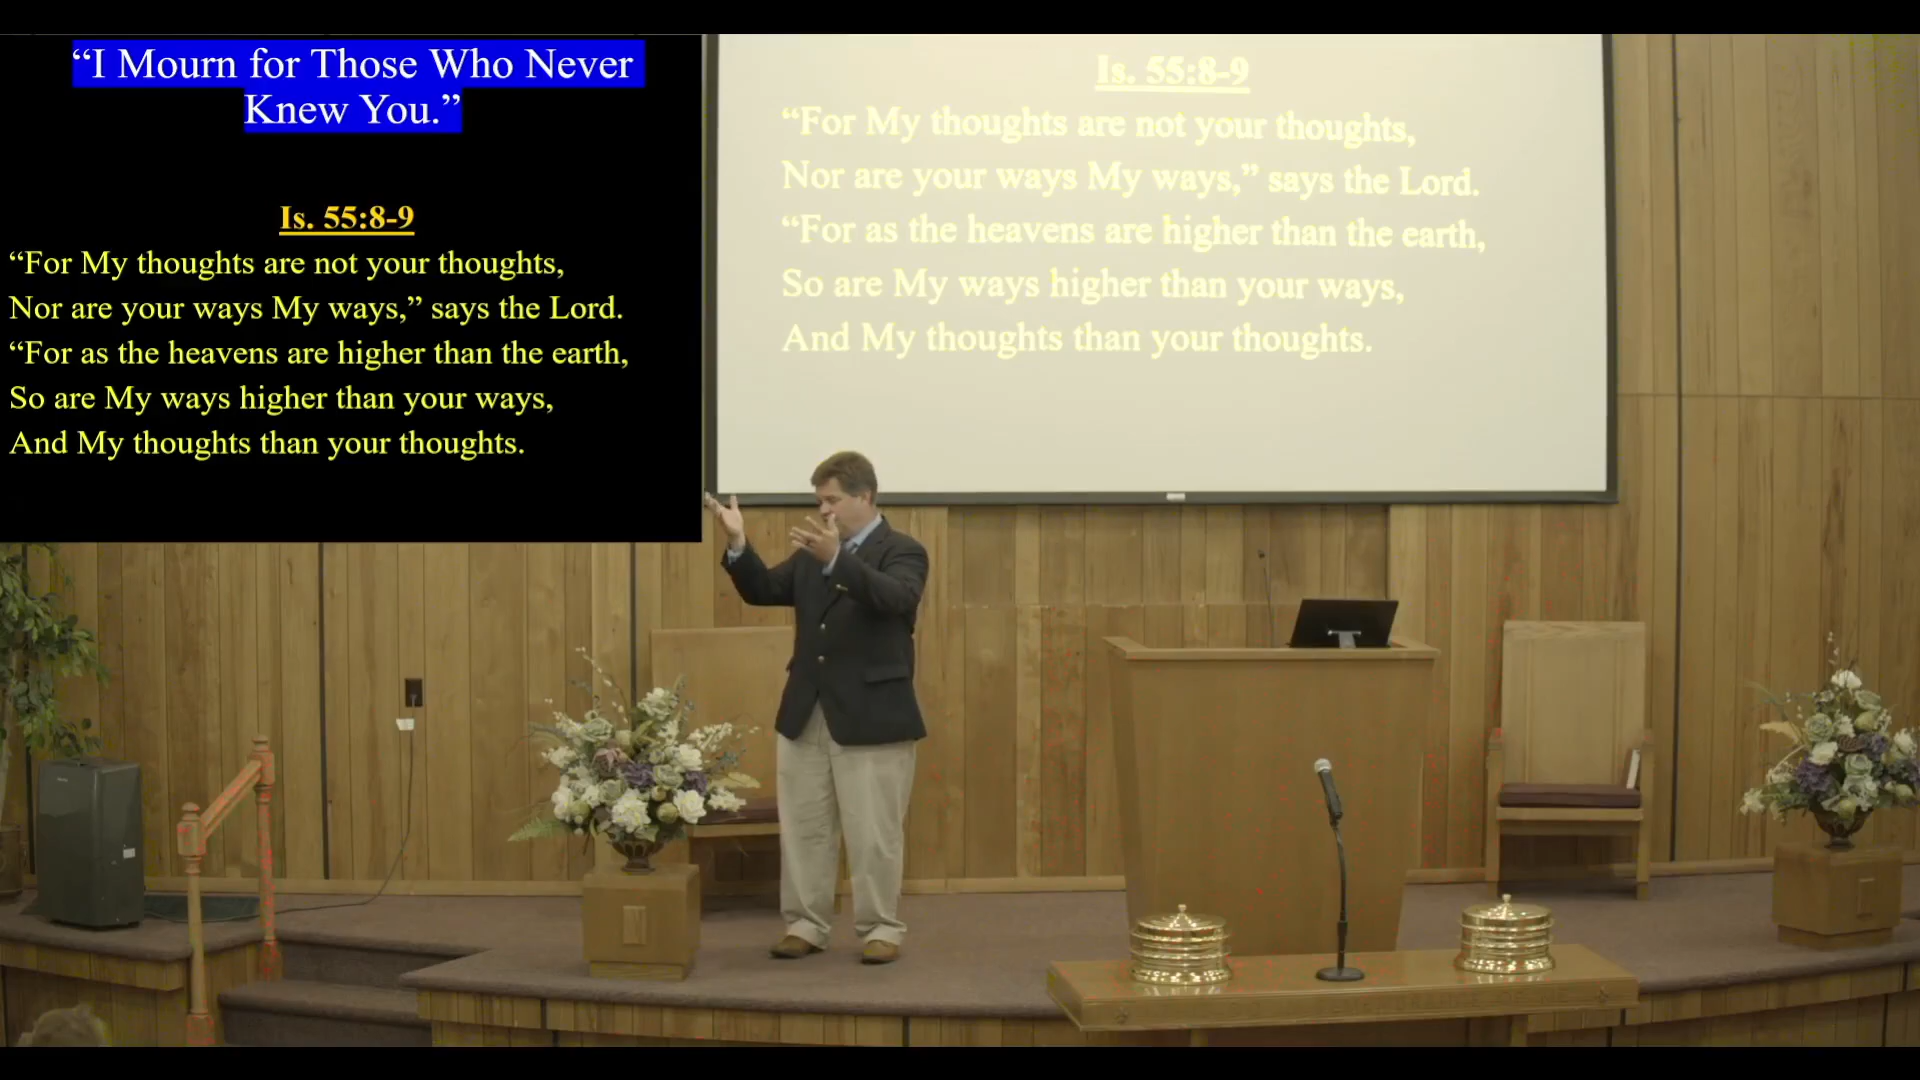 “I Mourn for Those Who Never
Knew You.”
Is. 55:8-9
“For My thoughts are not your thoughts,
Nor are your ways My ways,” says the Lord.
“For as the heavens are higher than the earth,
So are My ways higher than your ways,
And My thoughts than your thoughts.
Is. 55:8-9
“For My thoughts are not your thoughts,
Nor are your ways My ways,” says the Lord.
“For as the heavens are higher than the earth,
So are My ways higher than your ways,
And My thoughts than your thoughts.